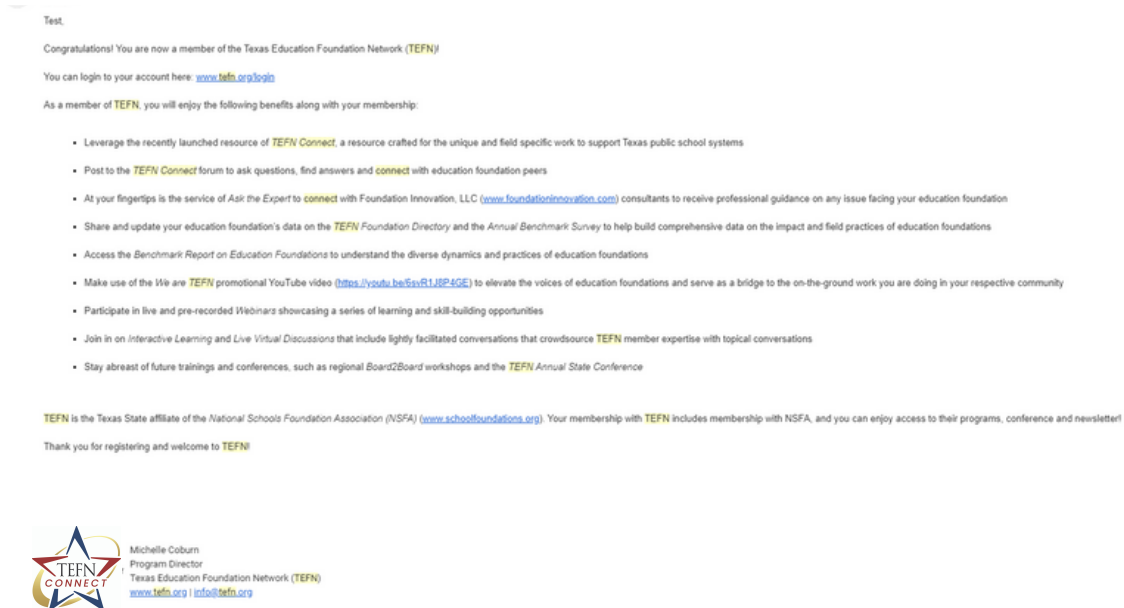 Test,
Congratulations! You are now a member of the Texas Education Foundation Network (TEFN)!
You can login to your account here: www.tefn.org/login
As a member of TEFN, you will enjoy the following benefits along with your membership:
▪ Leverage the recently launched resource of TEFN Connect, a resource crafted for the unique and field specific work to support Texas public school systems
▪ Post to the TEFN Connect forum to ask questions, find answers and connect with education foundation peers
▪ At your fingertips is the service of Ask the Expert to connect with Foundation Innovation, LLC (www.foundationinnovation.com) consultants to receive professional guidance on any issue facing your education foundation
▪ Share and update your education foundation's data on the TEFN Foundation Directory and the Annual Benchmark Survey to help build comprehensive data on the impact and field practices of education foundations
▪ Access the Benchmark Report on Education Foundations to understand the diverse dynamics and practices of education foundations
▪ Make use of the We are TEFN promotional YouTube video (https://youtu.be/6svR1J8P4GE) to elevate the voices of education foundations and serve as a bridge to the on-the-ground work you are doing in your respective community
▪ Participate in live and pre-recorded Webinars showcasing a series of learning and skill-building opportunities
▪ Join in on Interactive Learning and Live Virtual Discussions that include lightly facilitated conversations that crowdsource TEFN member expertise with topical conversations
▪ Stay abreast of future trainings and conferences, such as regional Board2Board workshops and the TEFN Annual State Conference
TEFN is the Texas State affiliate of the National Schools Foundation Association (NSFA) (www.schoolfoundations.org). Your membership with TEFN includes membership with NSFA, and you can enjoy access to their programs, conference and newsletter!
Thank you for registering and welcome to TEFN!
TEFN
CONNECT
Michelle Coburn
Program Director
Texas Education Foundation Network (TEFN)
www.tefn.org | info@tefn.org